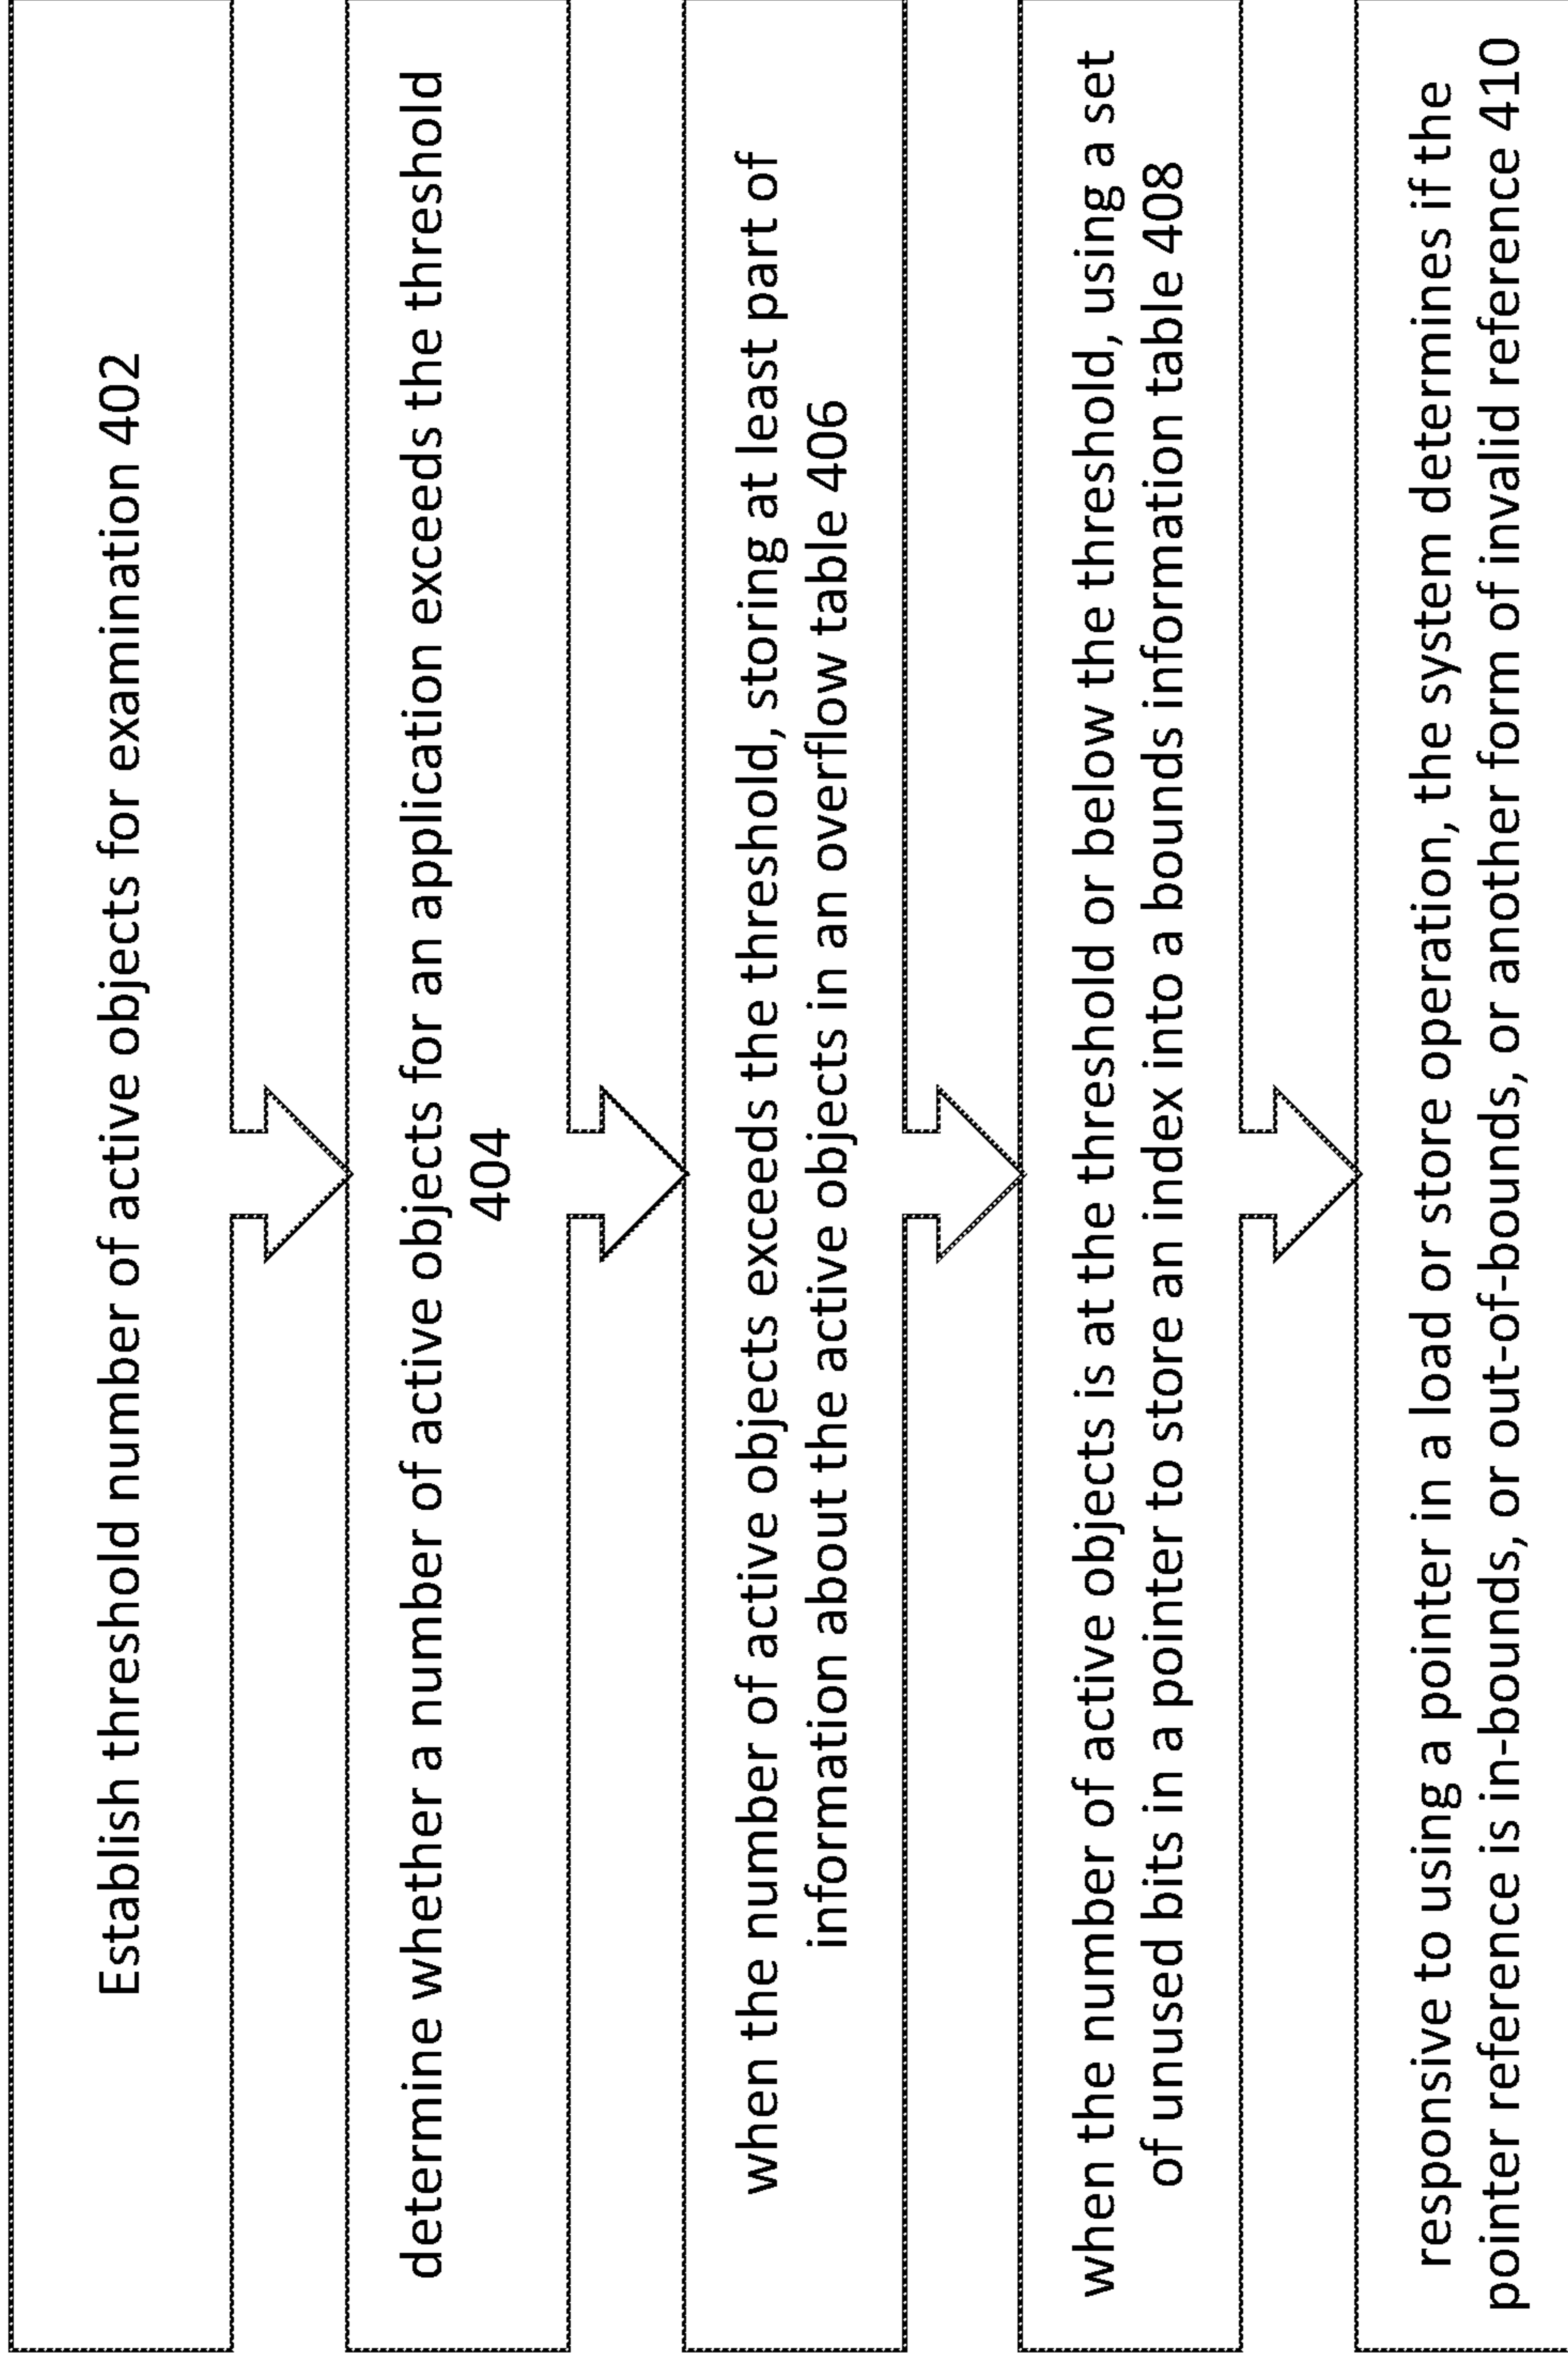 Establish threshold number of active objects for examination 402
determine whether a number of active objects for an application exceeds the threshold
404
when the number of active objects exceeds the threshold, storing at least part of
information about the active objects in an overflow table 406
when the number of active objects is at the threshold or below the threshold, using a set
of unused bits in a pointer to store an index into a bounds information table 408
responsive to using a pointer in a load or store operation, the system determines if the
pointer reference is in-bounds, or out-of-bounds, or another form of invalid reference 410